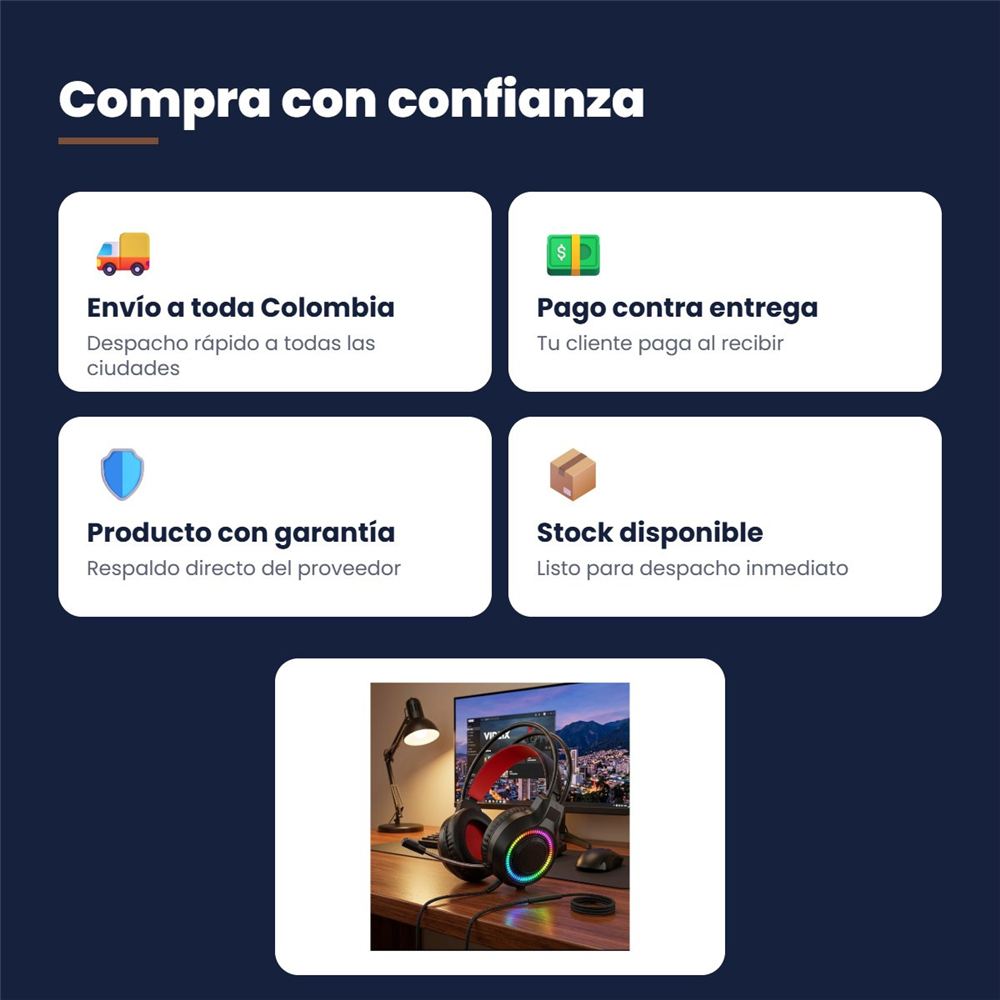 Compra con confianza
Envío a toda Colombia
Despacho rápido a todas las
ciudades
Pago contra entrega
Tu cliente paga al recibir
Producto con garantía
Respaldo directo del proveedor
Stock disponible
Listo para despacho inmediato